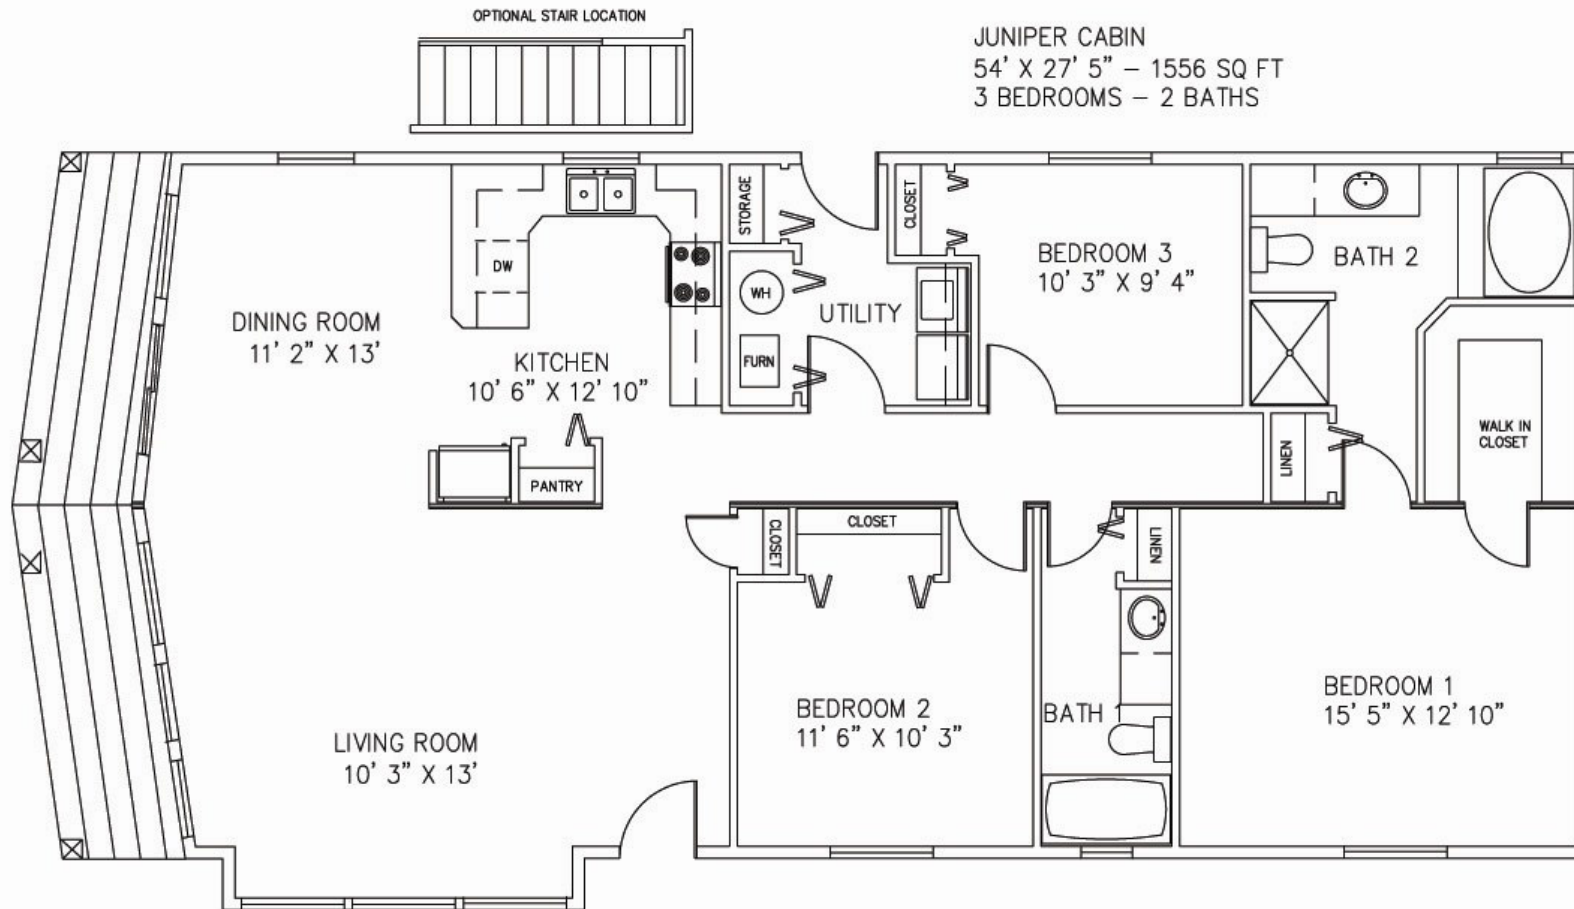 OPTIONAL STAIR LOCATION
JUNIPER CABIN
54' X 27' 5" – 1556 SQ FT
3 BEDROOMS – 2 BATHS
STORAGE
CLOSET
DW
WH
FURN
UTILITY
BEDROOM 3
10' 3" X 9' 4"
BATH 2
DINING ROOM
11' 2" X 13'
KITCHEN
10' 6" X 12' 10"
PANTRY
LINEN
WALK IN
CLOSET
CLOSET
CLOSET
LINEN
BEDROOM 2
11' 6" X 10' 3"
BATH 1
BEDROOM 1
15' 5" X 12' 10"
LIVING ROOM
10' 3" X 13'